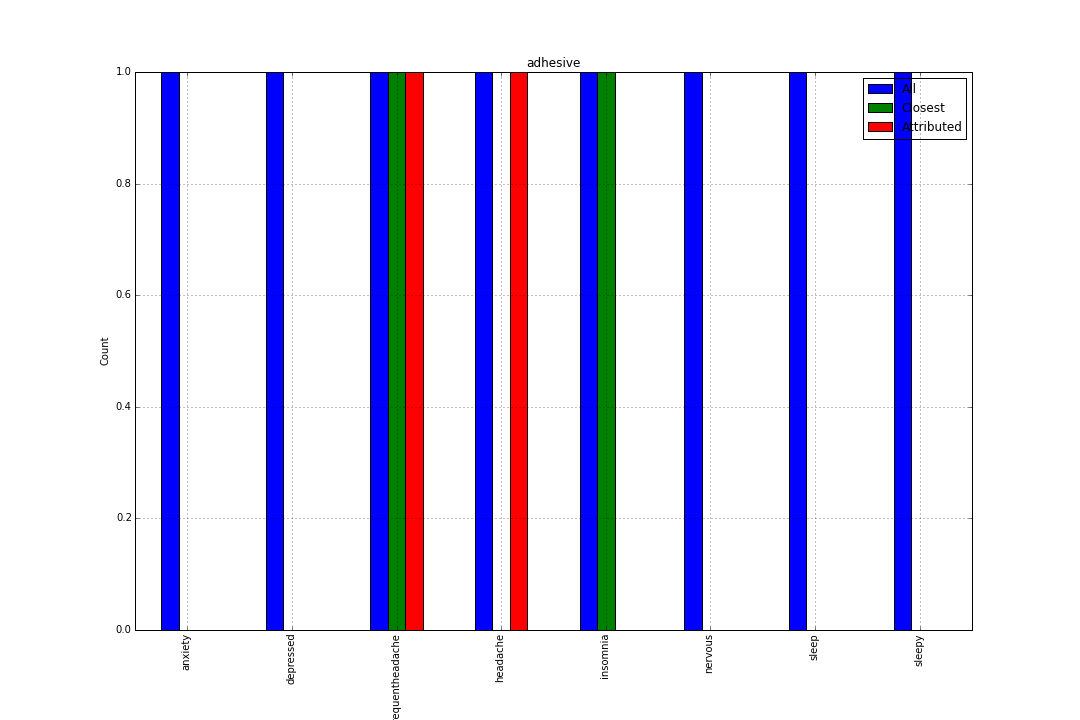 adhesive
1.0
0.8
0.6
0.4
0.2
0.0
Count
All
Closest
Attributed
anxiety
depressed
equentheadache
headache
insomnia
nervous
sleep
sleepy